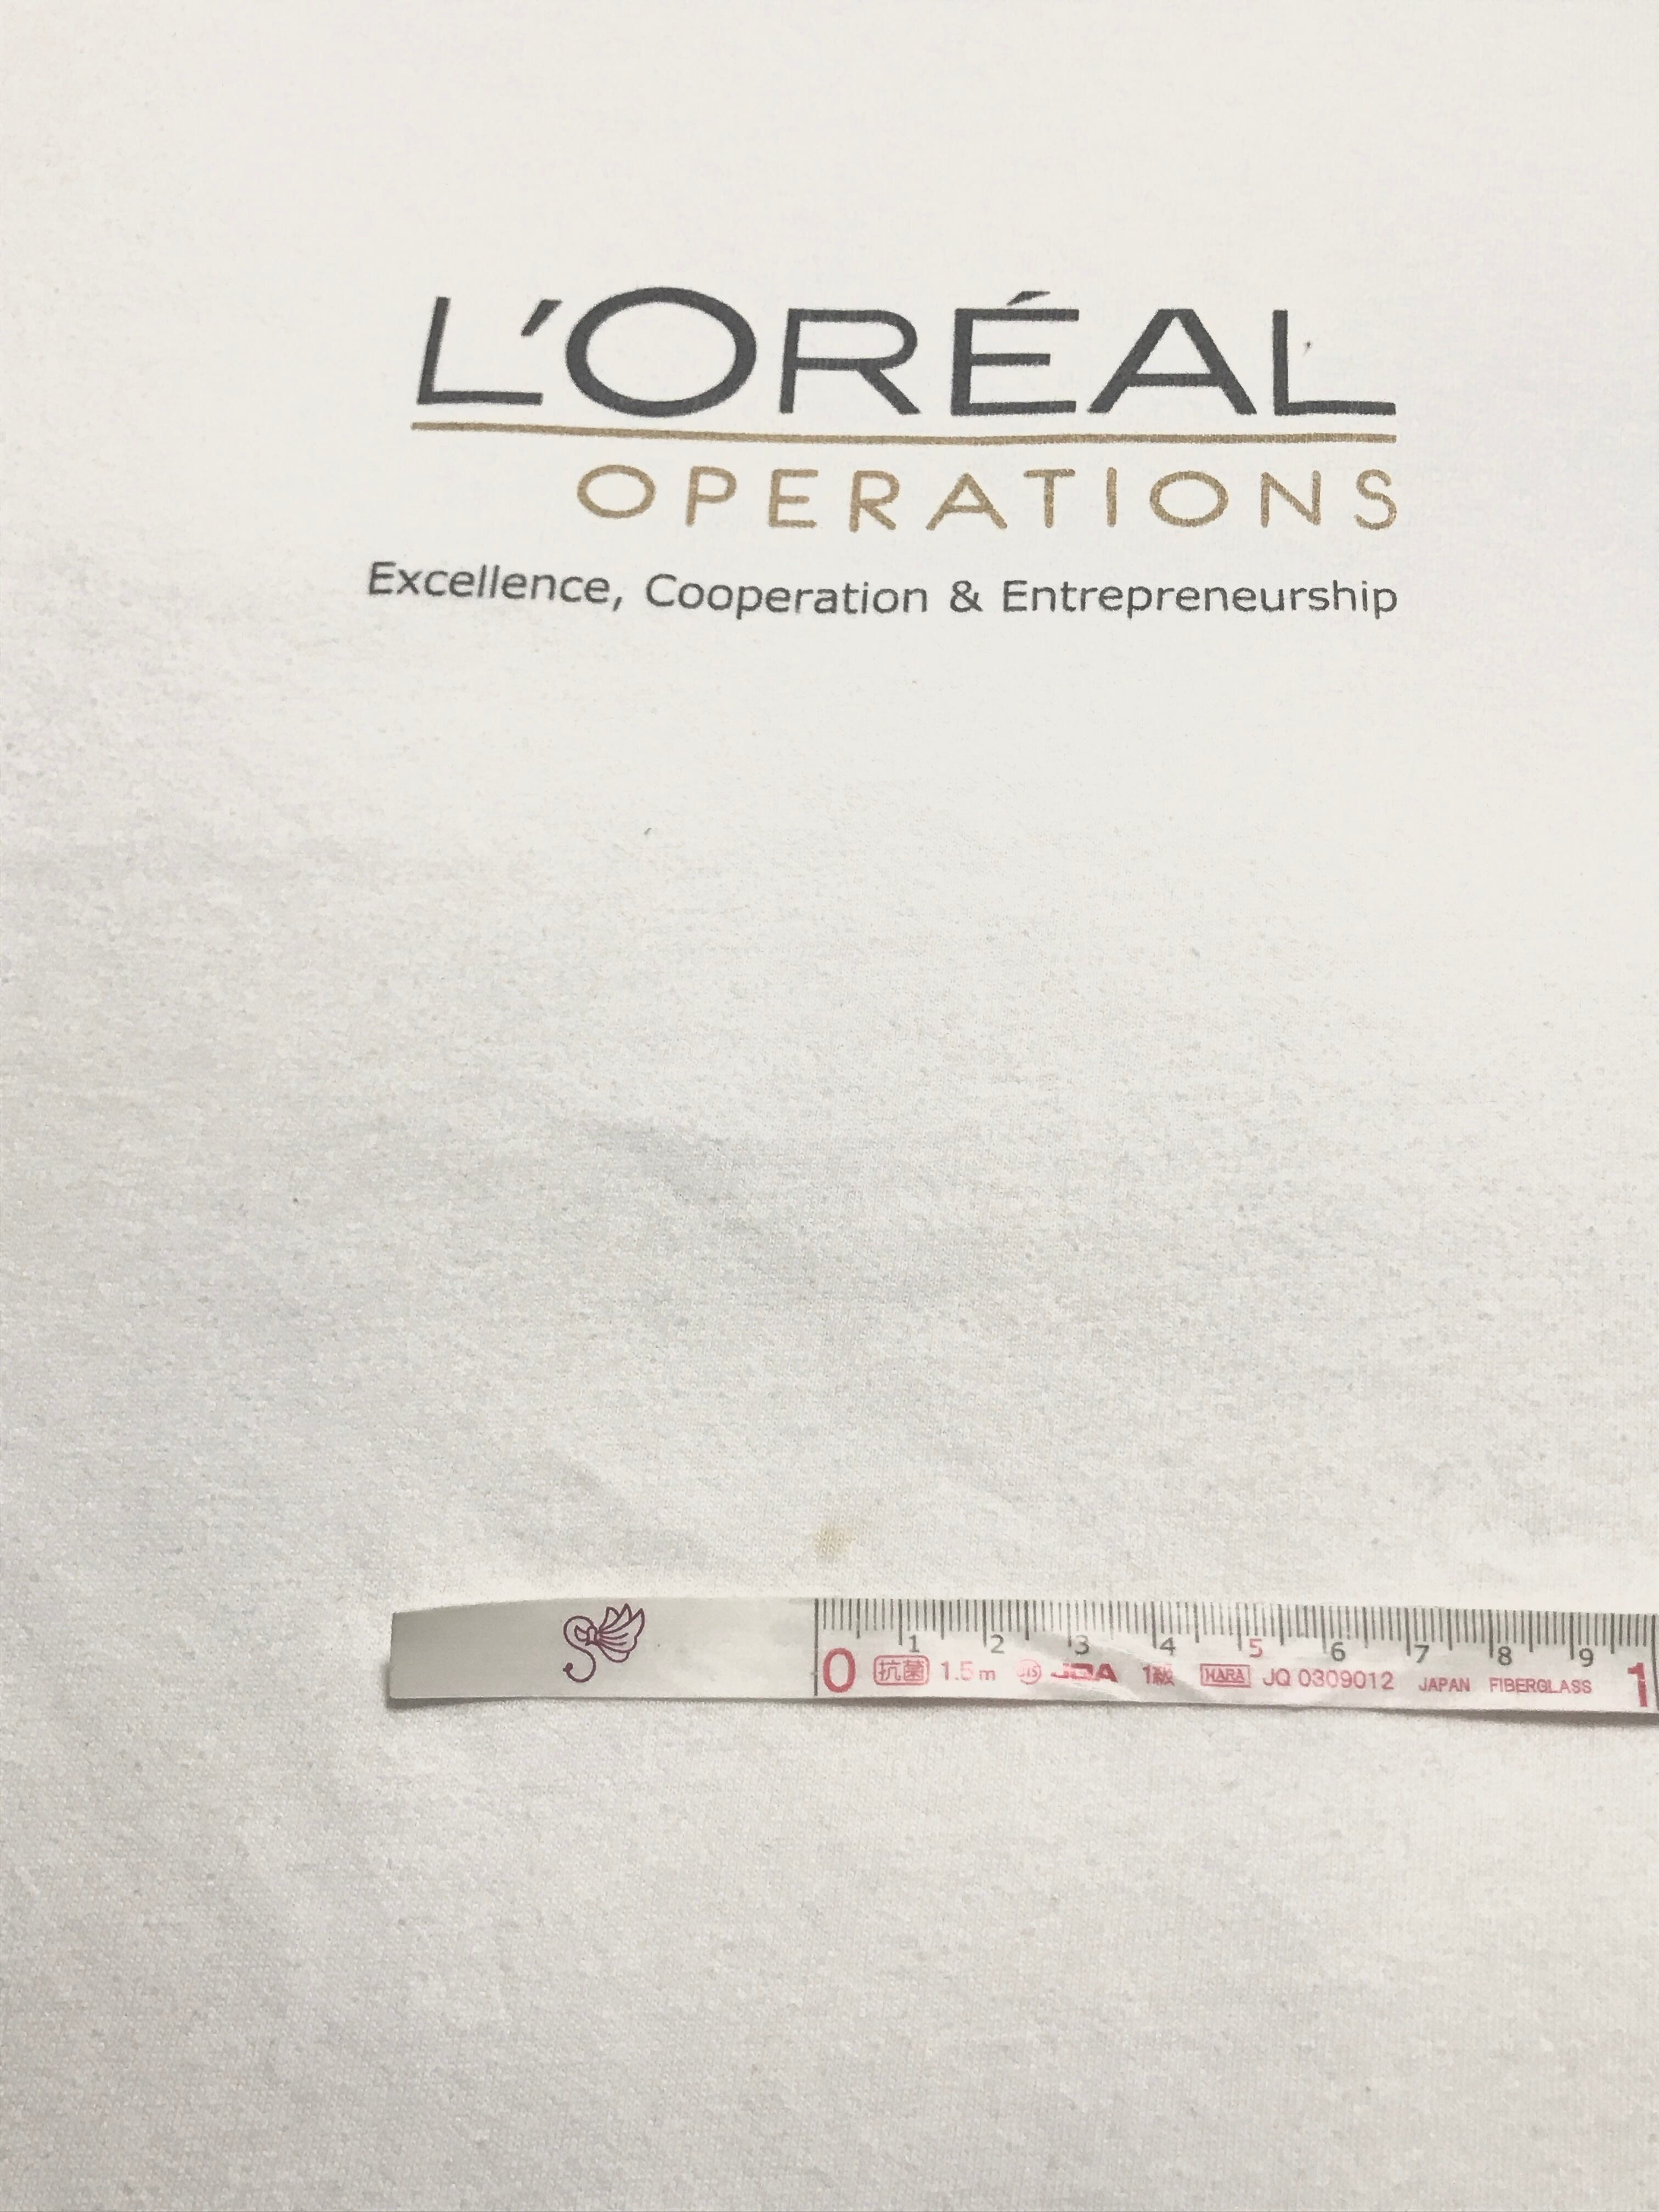 L'ORÉAL
OPERATIONS
Excellence, Cooperation & Entrepreneurship
1 2 3 4 5 6 7 8 9
0 抗菌 1.5m JIS 1級 HARA JQ 0309012 JAPAN FIBERGLASS 1